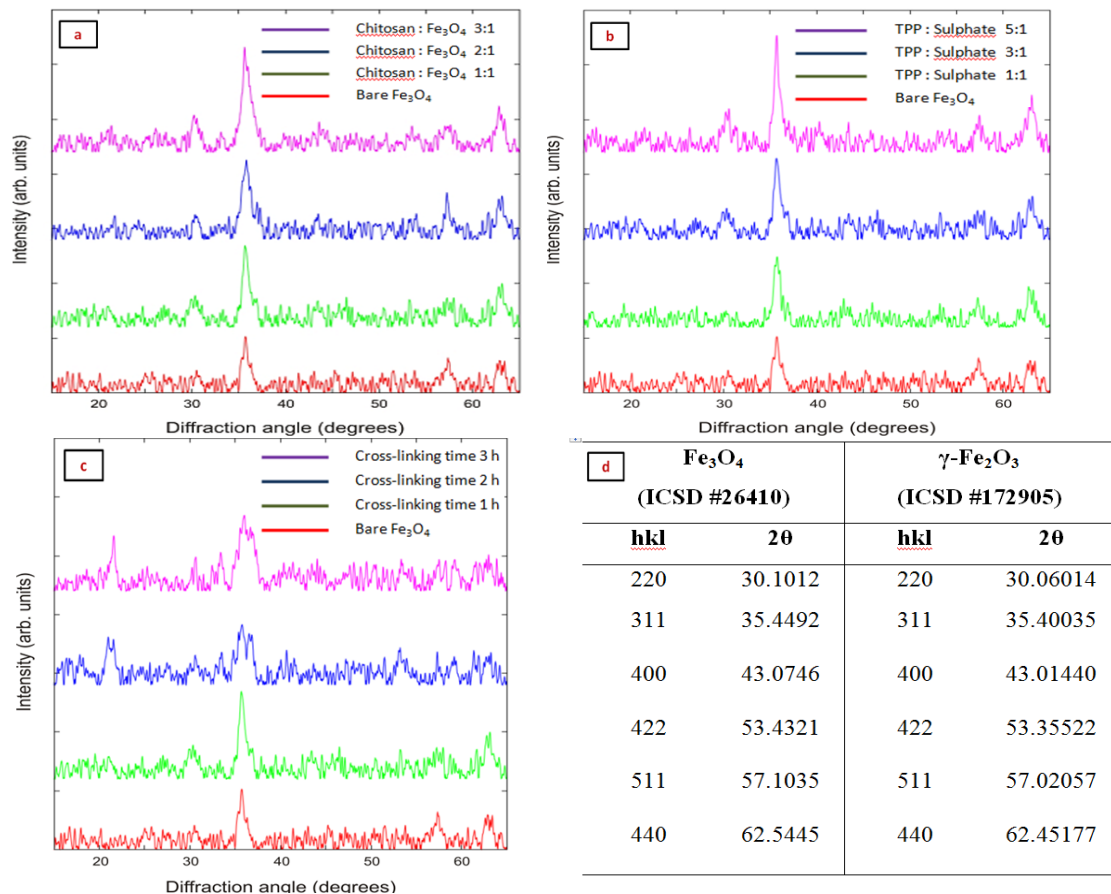 a
Chitosan : Fe₃O₄ 3:1
Chitosan : Fe₃O₄ 2:1
Chitosan : Fe₃O₄ 1:1
Bare Fe₃O₄
Intensity (arb. units)
20 30 40 50 60
Diffraction angle (degrees)
b
TPP : Sulphate 5:1
TPP : Sulphate 3:1
TPP : Sulphate 1:1
Bare Fe₃O₄
Intensity (arb. units)
20 30 40 50 60
Diffraction angle (degrees)
c
Cross-linking time 3 h
Cross-linking time 2 h
Cross-linking time 1 h
Bare Fe₃O₄
Intensity (arb. units)
20 30 40 50 60
Diffraction angle (degrees)
d
Fe₃O₄ γ-Fe₂O₃
(ICSD #26410) (ICSD #172905)
hkl 2θ hkl 2θ
220 30.1012 220 30.06014
311 35.4492 311 35.40035
400 43.0746 400 43.01440
422 53.4321 422 53.35522
511 57.1035 511 57.02057
440 62.5445 440 62.45177